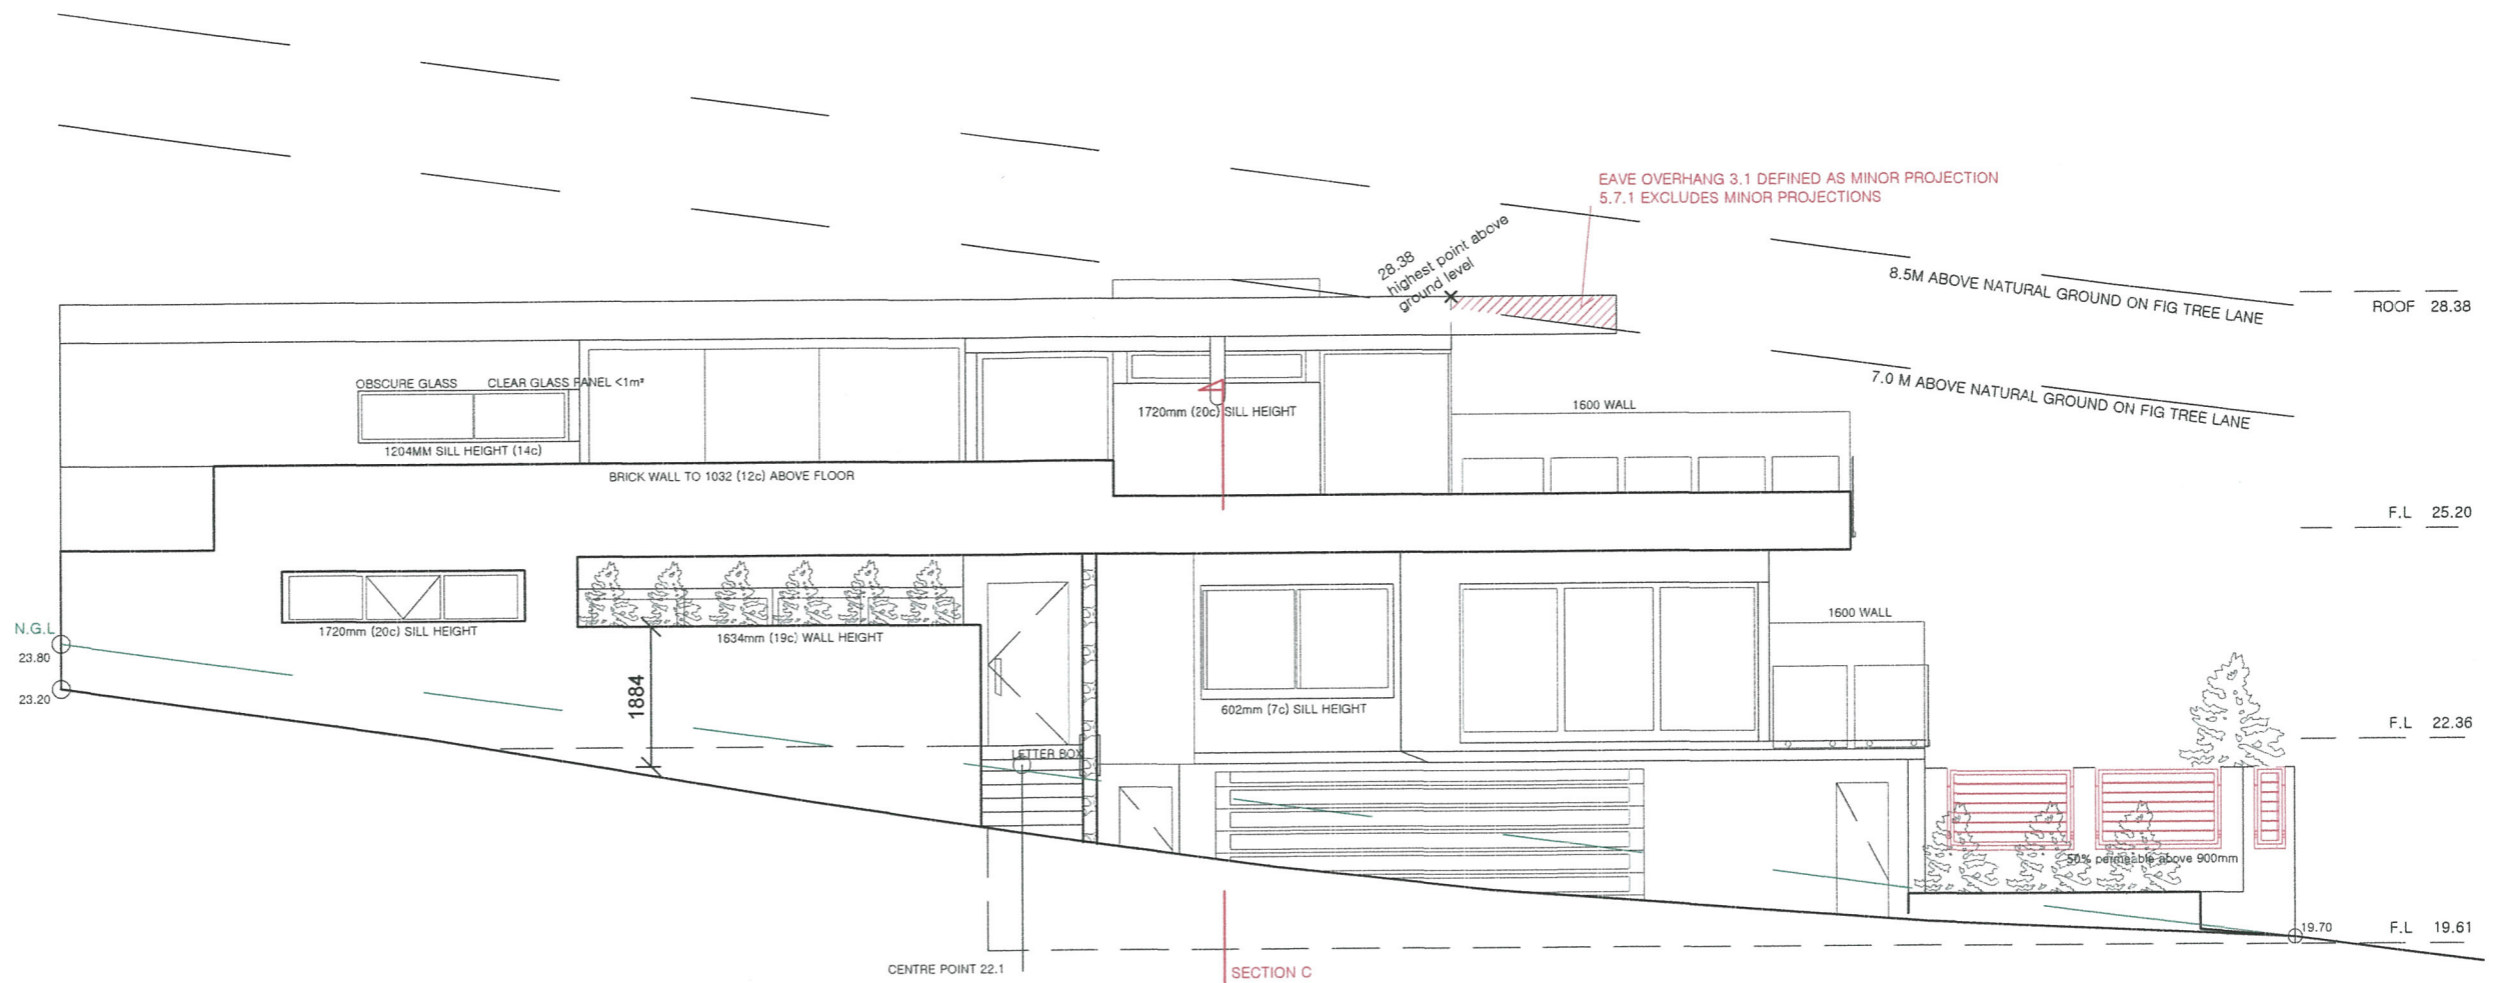 EAVE OVERHANG 3.1 DEFINED AS MINOR PROJECTION
5.7.1 EXCLUDES MINOR PROJECTIONS
28.38
highest point above
ground level
8.5M ABOVE NATURAL GROUND ON FIG TREE LANE
ROOF 28.38
7.0 M ABOVE NATURAL GROUND ON FIG TREE LANE
OBSCURE GLASS
CLEAR GLASS PANEL <1m²
1204MM SILL HEIGHT (14c)
1720mm (20c) SILL HEIGHT
1600 WALL
BRICK WALL TO 1032 (12c) ABOVE FLOOR
F.L 25.20
N.G.L
23.80
23.20
1720mm (20c) SILL HEIGHT
1634mm (19c) WALL HEIGHT
1884
1600 WALL
602mm (7c) SILL HEIGHT
F.L 22.36
LETTER BOX
50% permeable above 900mm
19.70
F.L 19.61
CENTRE POINT 22.1
SECTION C